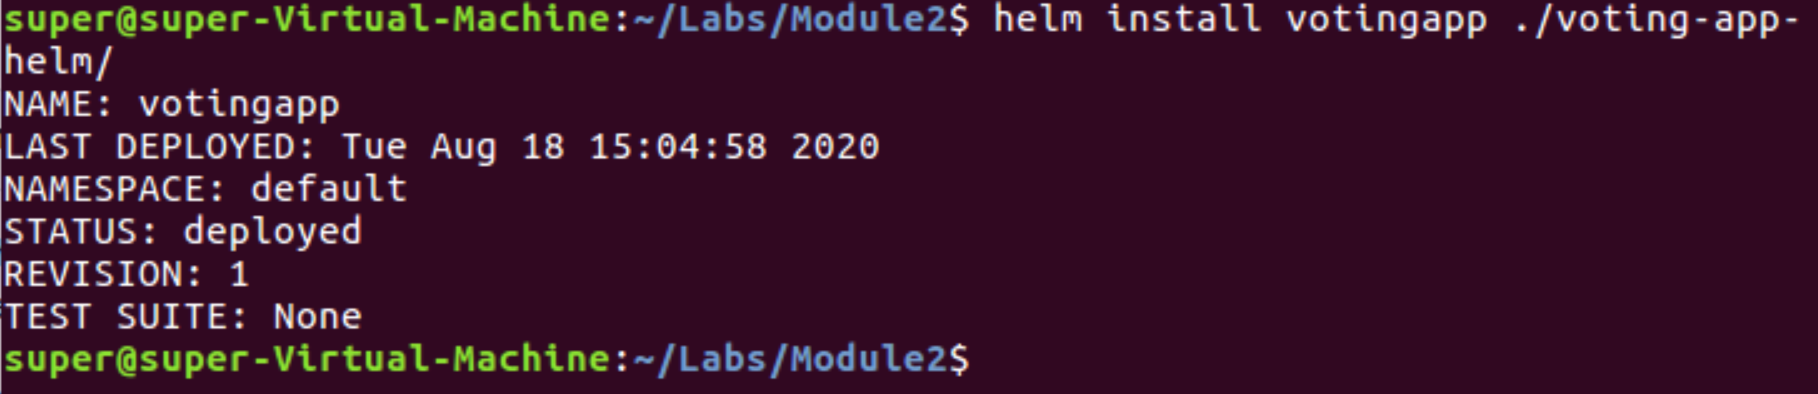 super@super-Virtual-Machine:~/Labs/Module2$ helm install votingapp ./voting-app-
helm/
NAME: votingapp
LAST DEPLOYED: Tue Aug 18 15:04:58 2020
NAMESPACE: default
STATUS: deployed
REVISION: 1
TEST SUITE: None
super@super-Virtual-Machine:~/Labs/Module2$